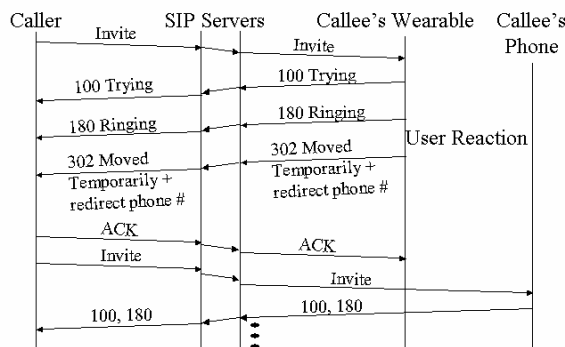 Caller
SIP Servers
Callee's Wearable
Callee's
Phone
Invite
Invite
100 Trying
100 Trying
180 Ringing
180 Ringing
User Reaction
302 Moved
Temporarily +
redirect phone #
302 Moved
Temporarily +
redirect phone #
ACK
ACK
Invite
Invite
100, 180
100, 180